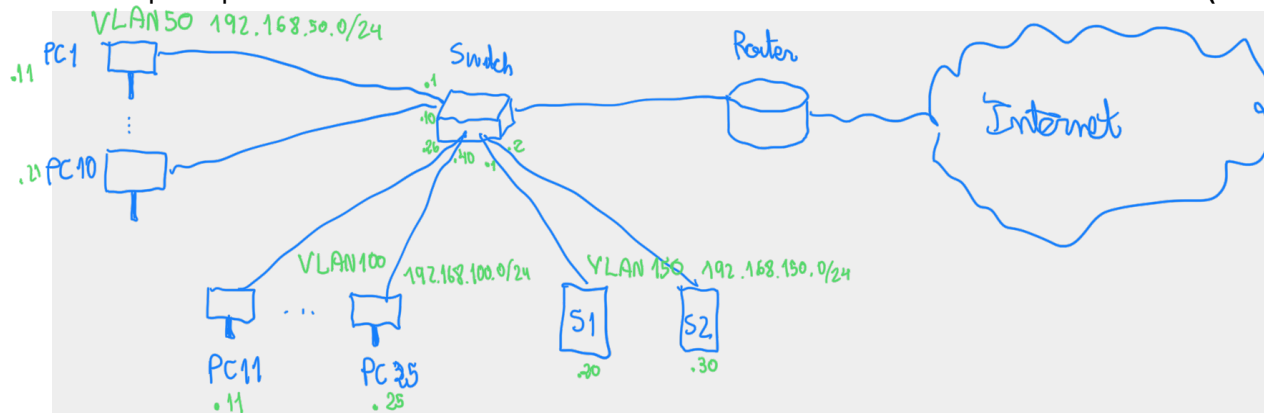 VLAN50 192.168.50.0/24
PC1
.11
Switch
Router
.1
.10
Internet
PC10
.21
.26
.40
.1
.2
VLAN100
192.168.100.0/24
VLAN 150
192.168.150.0/24
S1
S2
PC11
PC25
.20
.30
.11
.25